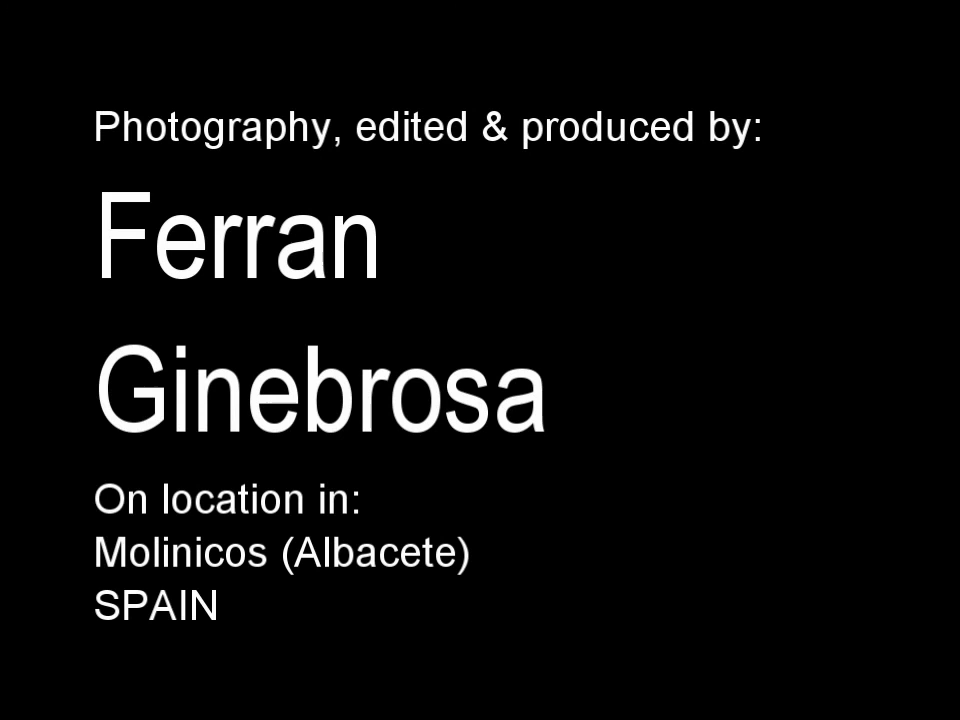 Photography, edited & produced by:
Ferran
Ginebrosa
On location in:
Molinicos (Albacete)
SPAIN